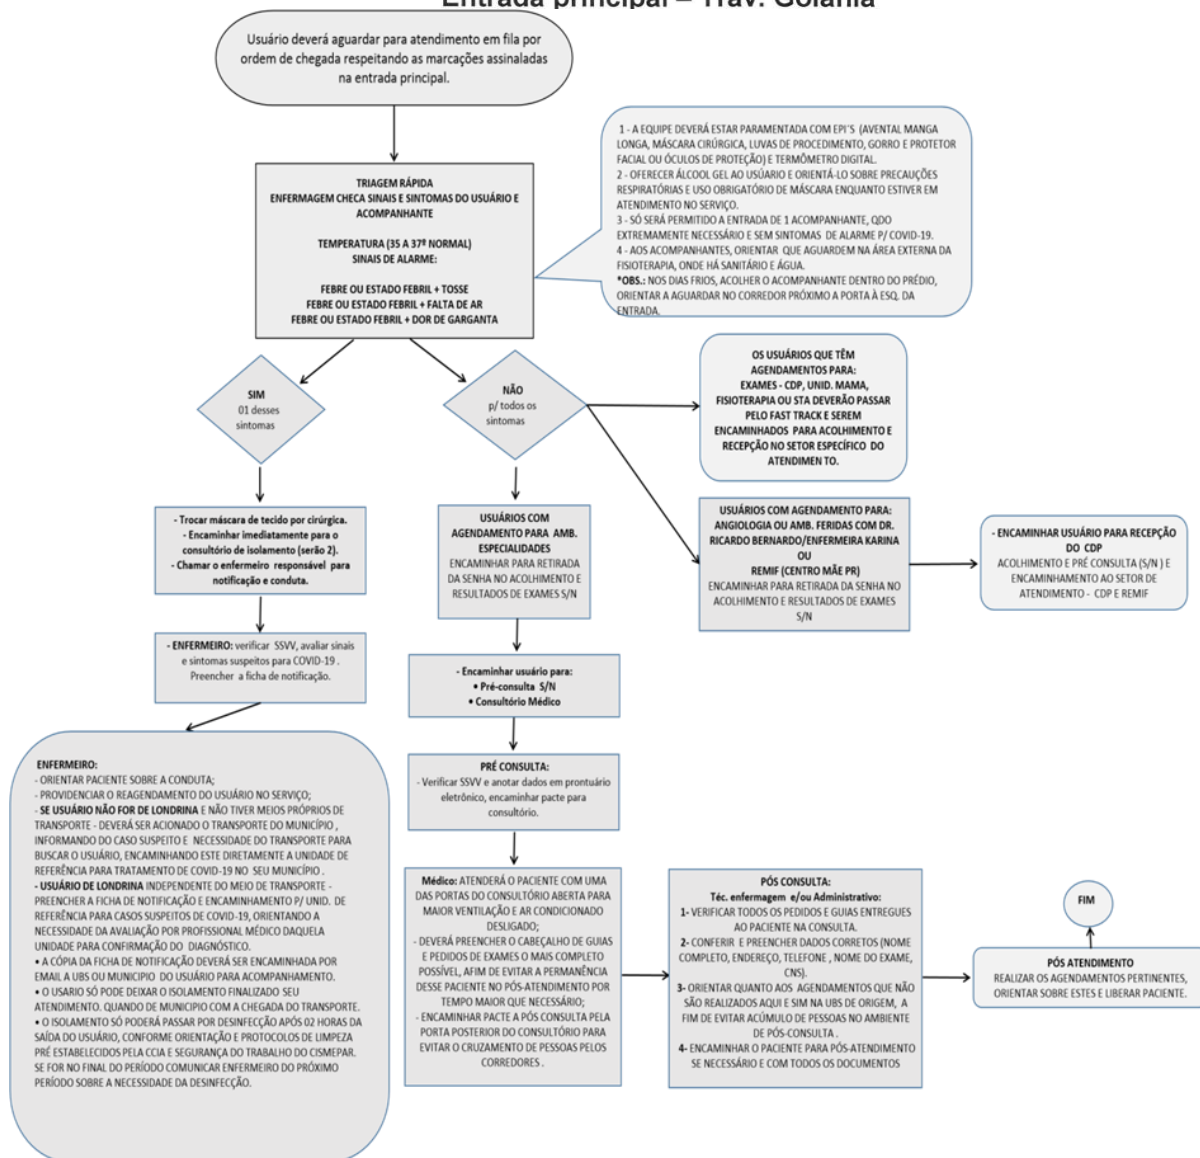 Entrada principal – Trav. Goiânia
Usuário deverá aguardar para atendimento em fila por
ordem de chegada respeitando as marcações assinaladas
na entrada principal.
1 - A EQUIPE DEVERÁ ESTAR PARAMENTADA COM EPI´S (AVENTAL MANGA
LONGA, MÁSCARA CIRÚRGICA, LUVAS DE PROCEDIMENTO, GORRO E PROTETOR
FACIAL OU ÓCULOS DE PROTEÇÃO) E TERMÔMETRO DIGITAL.
2 - OFERECER ÁLCOOL GEL AO USÚARIO E ORIENTÁ-LO SOBRE PRECAUÇÕES
RESPIRATÓRIAS E USO OBRIGATÓRIO DE MÁSCARA ENQUANTO ESTIVER EM
ATENDIMENTO NO SERVIÇO.
3 - SÓ SERÁ PERMITIDO A ENTRADA DE 1 ACOMPANHANTE, QDO
EXTREMAMENTE NECESSÁRIO E SEM SINTOMAS DE ALARME P/ COVID-19.
4 - AOS ACOMPANHANTES, ORIENTAR QUE AGUARDEM NA ÁREA EXTERNA DA
FISIOTERAPIA, ONDE HÁ SANITÁRIO E ÁGUA.
*OBS.: NOS DIAS FRIOS, ACOLHER O ACOMPANHANTE DENTRO DO PRÉDIO,
ORIENTAR A AGUARDAR NO CORREDOR PRÓXIMO A PORTA À ESQ. DA
ENTRADA.
TRIAGEM RÁPIDA
ENFERMAGEM CHECA SINAIS E SINTOMAS DO USUÁRIO E
ACOMPANHANTE
TEMPERATURA (35 A 37º NORMAL)
SINAIS DE ALARME:
FEBRE OU ESTADO FEBRIL + TOSSE
FEBRE OU ESTADO FEBRIL + FALTA DE AR
FEBRE OU ESTADO FEBRIL + DOR DE GARGANTA
SIM
01 desses
sintomas
NÃO
p/ todos os
sintomas
OS USUÁRIOS QUE TÊM
AGENDAMENTOS PARA:
EXAMES - CDP, UNID. MAMA,
FISIOTERAPIA OU STA DEVERÃO PASSAR
PELO FAST TRACK E SEREM
ENCAMINHADOS PARA ACOLHIMENTO E
RECEPÇÃO NO SETOR ESPECÍFICO DO
ATENDIMEN TO.
- Trocar máscara de tecido por cirúrgica.
- Encaminhar imediatamente para o
consultório de isolamento (serão 2).
- Chamar o enfermeiro responsável para
notificação e conduta.
USUÁRIOS COM
AGENDAMENTO PARA AMB.
ESPECIALIDADES
ENCAMINHAR PARA RETIRADA
DA SENHA NO ACOLHIMENTO E
RESULTADOS DE EXAMES S/N
USUÁRIOS COM AGENDAMENTO PARA:
ANGIOLOGIA OU AMB. FERIDAS COM DR.
RICARDO BERNARDO/ENFERMEIRA KARINA
OU
REMIF (CENTRO MÃE PR)
ENCAMINHAR PARA RETIRADA DA SENHA NO
ACOLHIMENTO E RESULTADOS DE EXAMES
S/N
- ENCAMINHAR USUÁRIO PARA RECEPÇÃO
DO CDP
ACOLHIMENTO E PRÉ CONSULTA (S/N ) E
ENCAMINHAMENTO AO SETOR DE
ATENDIMENTO - CDP E REMIF
- ENFERMEIRO: verificar SSVV, avaliar sinais
e sintomas suspeitos para COVID-19 .
Preencher a ficha de notificação.
- Encaminhar usuário para:
• Pré-consulta S/N
• Consultório Médico
ENFERMEIRO:
- ORIENTAR PACIENTE SOBRE A CONDUTA;
- PROVIDENCIAR O REAGENDAMENTO DO USUÁRIO NO SERVIÇO;
- SE USUÁRIO NÃO FOR DE LONDRINA E NÃO TIVER MEIOS PRÓPRIOS DE
TRANSPORTE - DEVERÁ SER ACIONADO O TRANSPORTE DO MUNICÍPIO ,
INFORMANDO DO CASO SUSPEITO E NECESSIDADE DO TRANSPORTE PARA
BUSCAR O USUÁRIO, ENCAMINHANDO ESTE DIRETAMENTE A UNIDADE DE
REFERÊNCIA PARA TRATAMENTO DE COVID-19 NO SEU MUNICÍPIO .
- USUÁRIO DE LONDRINA INDEPENDENTE DO MEIO DE TRANSPORTE -
PREENCHER A FICHA DE NOTIFICAÇÃO E ENCAMINHAMENTO P/ UNID. DE
REFERÊNCIA PARA CASOS SUSPEITOS DE COVID-19, ORIENTANDO A
NECESSIDADE DA AVALIAÇÃO POR PROFISSIONAL MÉDICO DAQUELA
UNIDADE PARA CONFIRMAÇÃO DO DIAGNÓSTICO.
• A CÓPIA DA FICHA DE NOTIFICAÇÃO DEVERÁ SER ENCAMINHADA POR
EMAIL A UBS OU MUNICIPIO DO USUÁRIO PARA ACOMPANHAMENTO.
• O USARIO SÓ PODE DEIXAR O ISOLAMENTO FINALIZADO SEU
ATENDIMENTO. QUANDO DE MUNICIPIO COM A CHEGADA DO TRANSPORTE.
• O ISOLAMENTO SÓ PODERÁ PASSAR POR DESINFECÇÃO APÓS 02 HORAS DA
SAÍDA DO USUÁRIO, CONFORME ORIENTAÇÃO E PROTOCOLOS DE LIMPEZA
PRÉ ESTABELECIDOS PELA CCIA E SEGURANÇA DO TRABALHO DO CISMEPAR.
SE FOR NO FINAL DO PERÍODO COMUNICAR ENFERMEIRO DO PRÓXIMO
PERÍODO SOBRE A NECESSIDADE DA DESINFECÇÃO.
PRÉ CONSULTA:
- Verificar SSVV e anotar dados em prontuário
eletrônico, encaminhar pacte para
consultório.
Médico: ATENDERÁ O PACIENTE COM UMA
DAS PORTAS DO CONSULTÓRIO ABERTA PARA
MAIOR VENTILAÇÃO E AR CONDICIONADO
DESLIGADO;
- DEVERÁ PREENCHER O CABEÇALHO DE GUIAS
E PEDIDOS DE EXAMES O MAIS COMPLETO
POSSÍVEL, AFIM DE EVITAR A PERMANÊNCIA
DESSE PACIENTE NO PÓS-ATENDIMENTO POR
TEMPO MAIOR QUE NECESSÁRIO;
- ENCAMINHAR PACTE A PÓS CONSULTA PELA
PORTA POSTERIOR DO CONSULTÓRIO PARA
EVITAR O CRUZAMENTO DE PESSOAS PELOS
CORREDORES .
PÓS CONSULTA:
Téc. enfermagem e/ou Administrativo:
1- VERIFICAR TODOS OS PEDIDOS E GUIAS ENTREGUES
AO PACIENTE NA CONSULTA.
2- CONFERIR E PREENCHER DADOS CORRETOS (NOME
COMPLETO, ENDEREÇO, TELEFONE , NOME DO EXAME,
CNS).
3- ORIENTAR QUANTO AOS AGENDAMENTOS QUE NÃO
SÃO REALIZADOS AQUI E SIM NA UBS DE ORIGEM, A
FIM DE EVITAR ACÚMULO DE PESSOAS NO AMBIENTE
DE PÓS-CONSULTA .
4- ENCAMINHAR O PACIENTE PARA PÓS-ATENDIMENTO
SE NECESSÁRIO E COM TODOS OS DOCUMENTOS
FIM
PÓS ATENDIMENTO
REALIZAR OS AGENDAMENTOS PERTINENTES,
ORIENTAR SOBRE ESTES E LIBERAR PACIENTE.